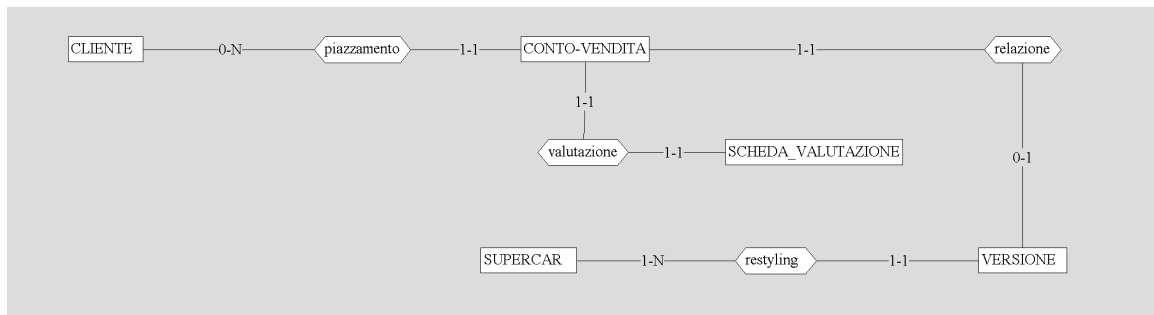 CLIENTE 0-N piazzamento 1-1 CONTO-VENDITA 1-1 relazione
1-1
valutazione 1-1 SCHEDA_VALUTAZIONE 0-1
SUPERCAR 1-N restyling 1-1 VERSIONE